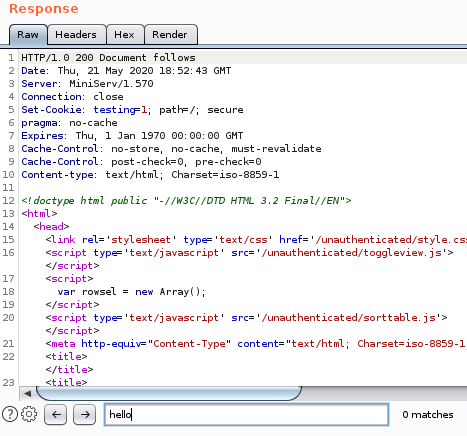 Response
Raw Headers Hex Render
1 HTTP/1.0 200 Document follows
2 Date: Thu, 21 May 2020 18:52:43 GMT
3 Server: MiniServ/1.570
4 Connection: close
5 Set-Cookie: testing=1; path=/; secure
6 pragma: no-cache
7 Expires: Thu, 1 Jan 1970 00:00:00 GMT
8 Cache-Control: no-store, no-cache, must-revalidate
9 Cache-Control: post-check=0, pre-check=0
10 Content-type: text/html; Charset=iso-8859-1
11
12 <!doctype html public "-//W3C//DTD HTML 3.2 Final//EN">
13 <html>
14 <head>
15 <link rel='stylesheet' type='text/css' href='/unauthenticated/style.css
16 <script type='text/javascript' src='/unauthenticated/toggleview.js'>
</script>
17 <script>
18 var rowsel = new Array();
19 </script>
20 <script type='text/javascript' src='/unauthenticated/sorttable.js'>
</script>
21 <meta http-equiv="Content-Type" content="text/html; Charset=iso-8859-1
22 <title>
</title>
23 <title>
? hello 0 matches